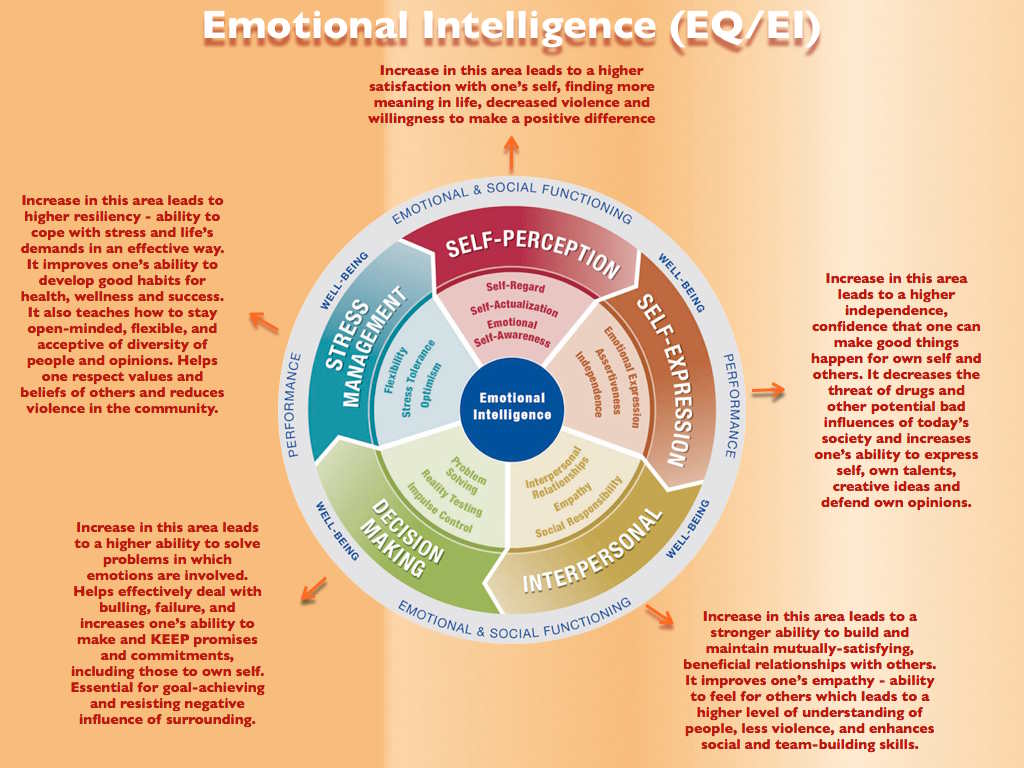 Emotional Intelligence (EQ/EI)
Increase in this area leads to a higher
satisfaction with one's self, finding more
meaning in life, decreased violence and
willingness to make a positive difference
Increase in this area leads to
higher resiliency - ability to
cope with stress and life's
demands in an effective way.
It improves one's ability to
develop good habits for
health, wellness and success.
It also teaches how to stay
open-minded, flexible, and
acceptive of diversity of
people and opinions. Helps
one respect values and
beliefs of others and reduces
violence in the community.
EMOTIONAL & SOCIAL FUNCTIONING
WELL-BEING
PERFORMANCE
WELL-BEING
EMOTIONAL & SOCIAL FUNCTIONING
WELL-BEING
PERFORMANCE
WELL-BEING
SELF-PERCEPTION
Self-Regard
Self-Actualization
Emotional
Self-Awareness
SELF-EXPRESSION
Emotional Expression
Assertiveness
Independence
INTERPERSONAL
Interpersonal
Relationships
Empathy
Social Responsibility
DECISION
MAKING
Problem
Solving
Reality Testing
Impulse Control
STRESS
MANAGEMENT
Flexibility
Stress Tolerance
Optimism
Emotional
Intelligence
Increase in this area
leads to a higher
independence,
confidence that one can
make good things
happen for own self and
others. It decreases the
threat of drugs and
other potential bad
influences of today's
society and increases
one's ability to express
self, own talents,
creative ideas and
defend own opinions.
Increase in this area leads
to a higher ability to solve
problems in which
emotions are involved.
Helps effectively deal with
bulling, failure, and
increases one's ability to
make and KEEP promises
and commitments,
including those to own self.
Essential for goal-achieving
and resisting negative
influence of surrounding.
Increase in this area leads to a
stronger ability to build and
maintain mutually-satisfying,
beneficial relationships with others.
It improves one's empathy - ability
to feel for others which leads to a
higher level of understanding of
people, less violence, and enhances
social and team-building skills.